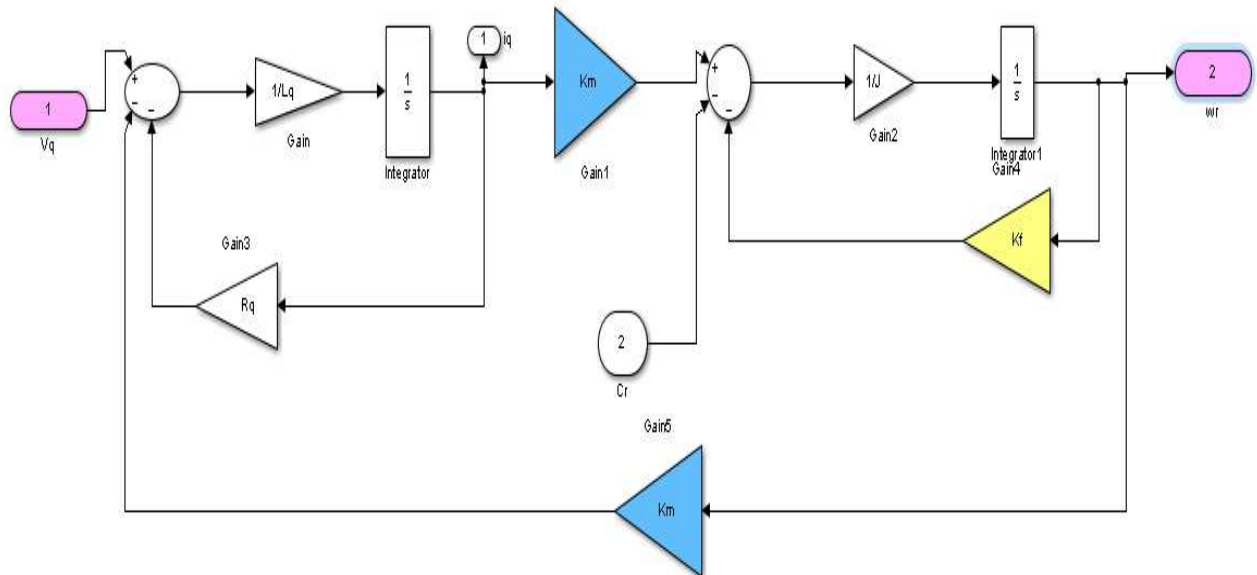 1
Vq
+
−
−
1/Lq
Gain
1
s
Integrator
1
iq
Km
Gain1
+
−
−
1/J
Gain2
1
s
Integrator1
Gain4
2
wr
Kf
Gain3
Rq
2
Cr
Gain5
Km